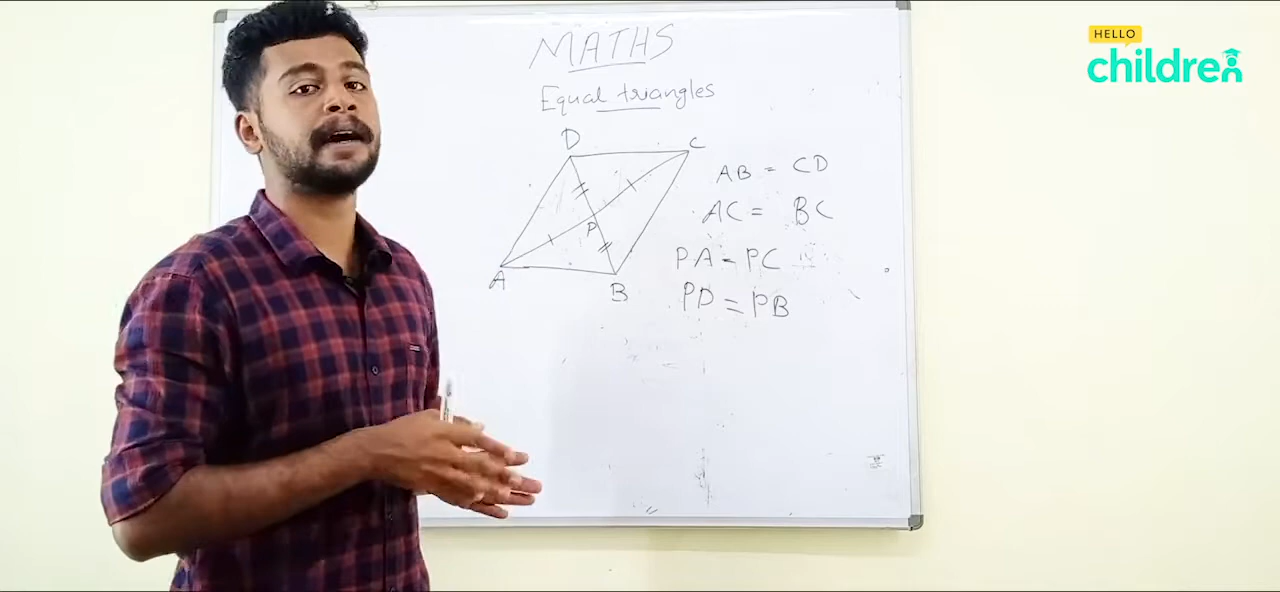 MATHS
Equal triangles
D
C
P
A
B
AB = CD
AC = BC
PA = PC
PD = PB
HELLO
children